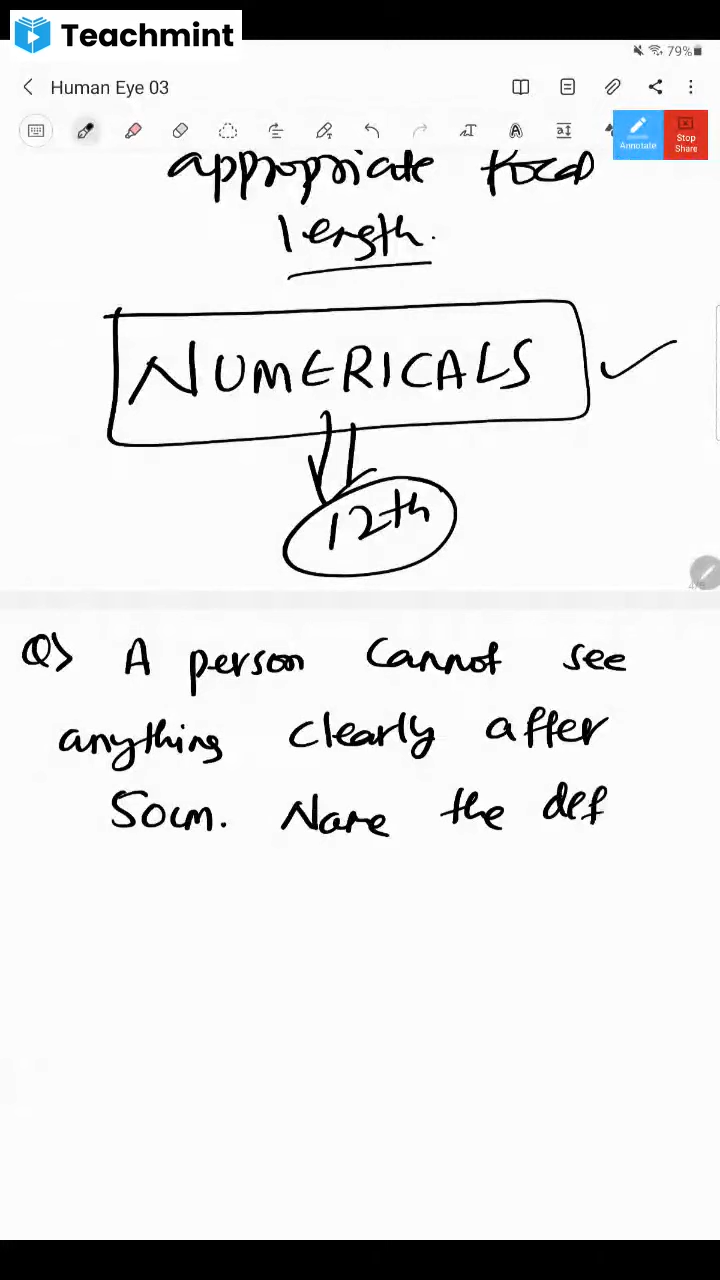 Teachmint
79%
Human Eye 03
Annotate
Stop
Share
appropriate focal
length.
NUMERICALS
12th
Q> A person cannot see
anything clearly after
50cm. Name the def